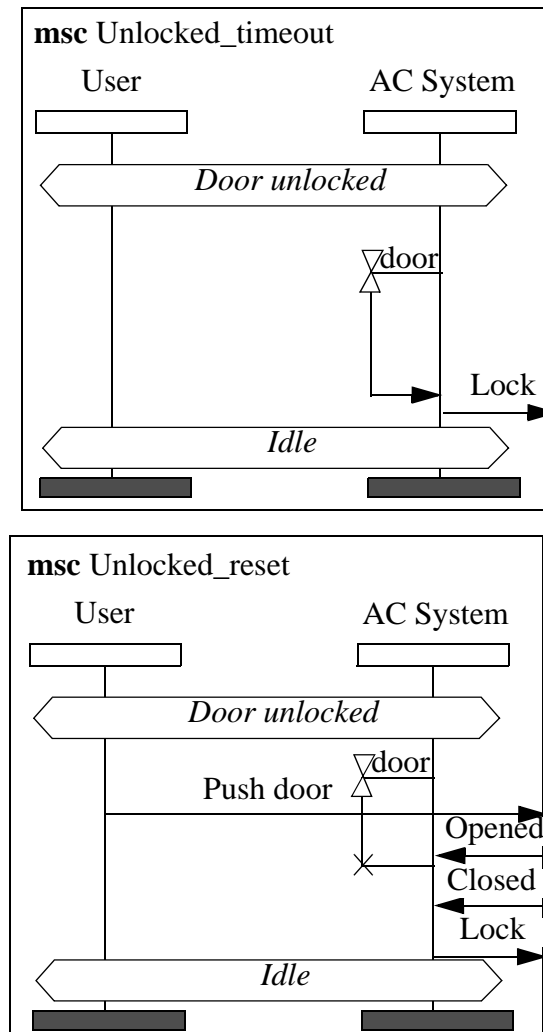 msc Unlocked_timeout
User AC System
Door unlocked
door
Lock
Idle
msc Unlocked_reset
User AC System
Door unlocked
door
Push door
Opened
Closed
Lock
Idle